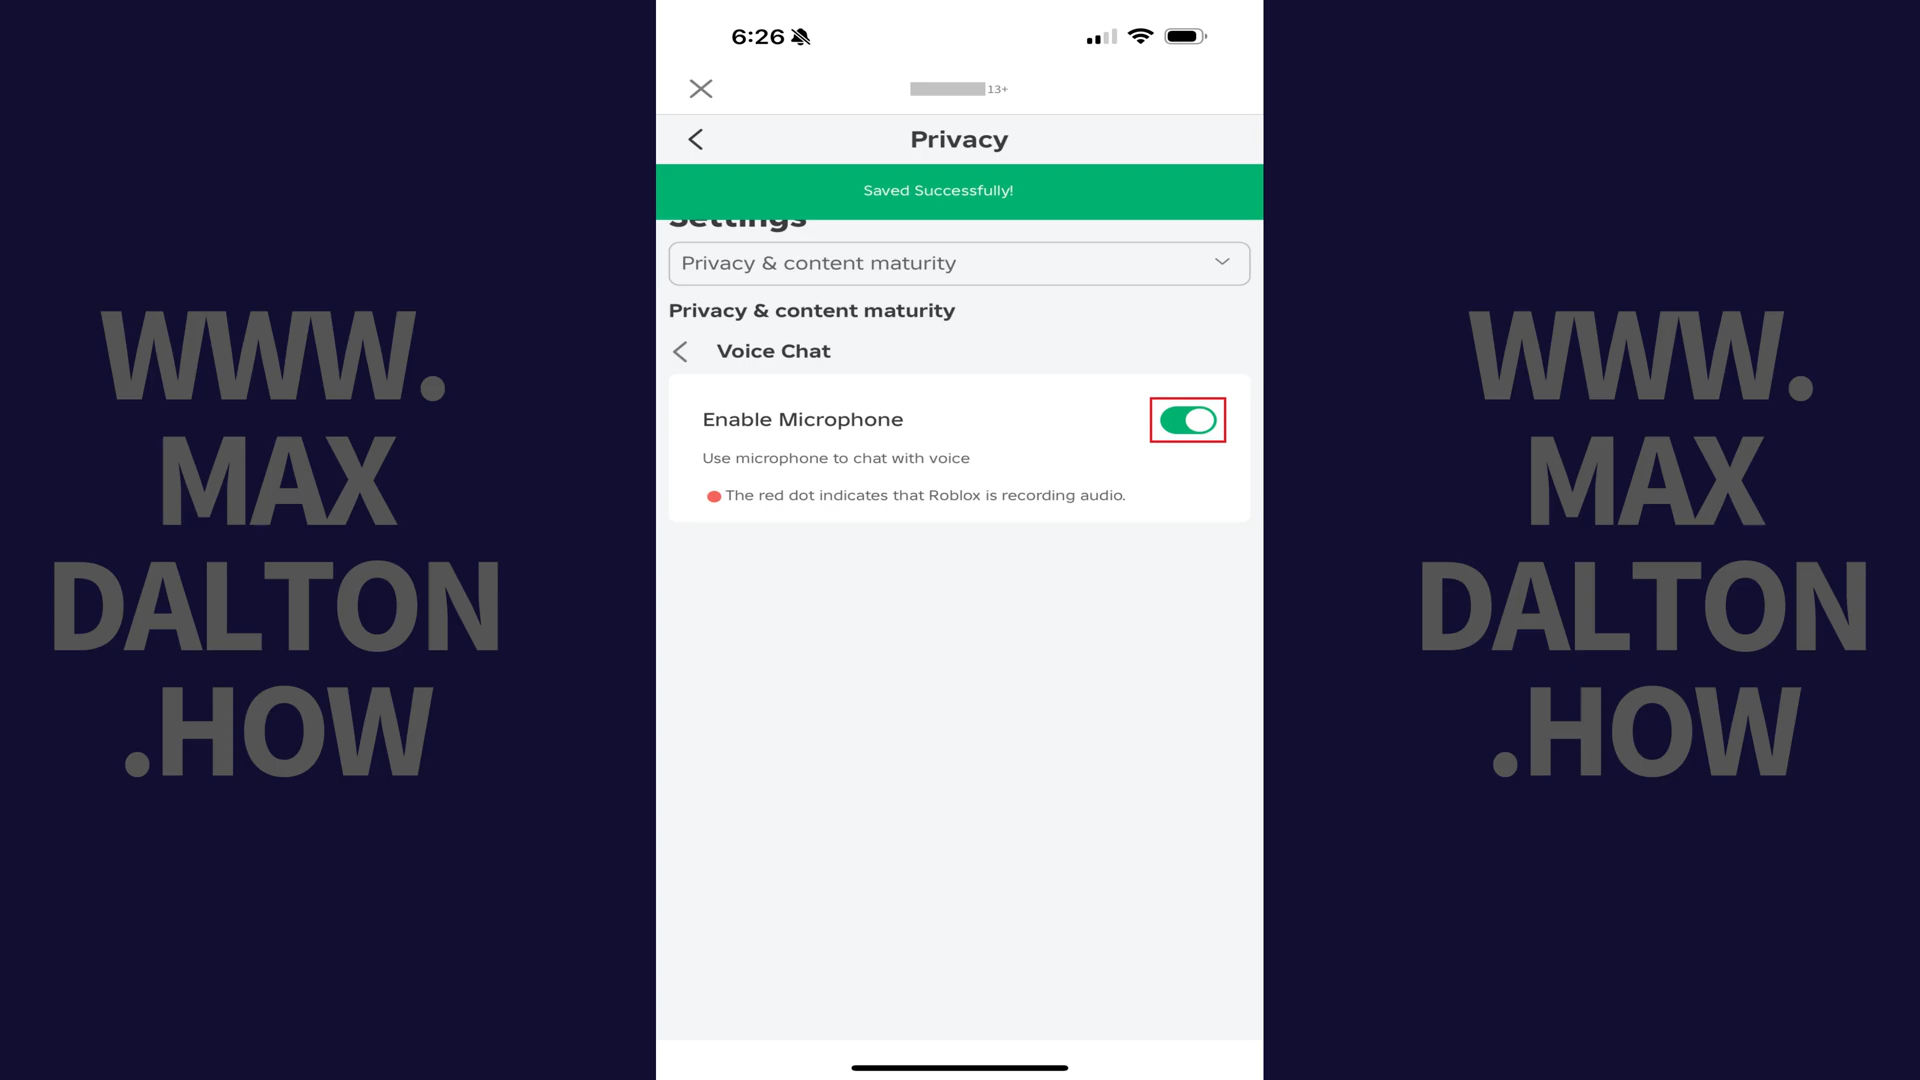 6:26
13+
Privacy
Saved Successfully!
Settings
Privacy & content maturity
Privacy & content maturity
Voice Chat
Enable Microphone
Use microphone to chat with voice
The red dot indicates that Roblox is recording audio.
WWW.
MAX
DALTON
.HOW
WWW.
MAX
DALTON
.HOW